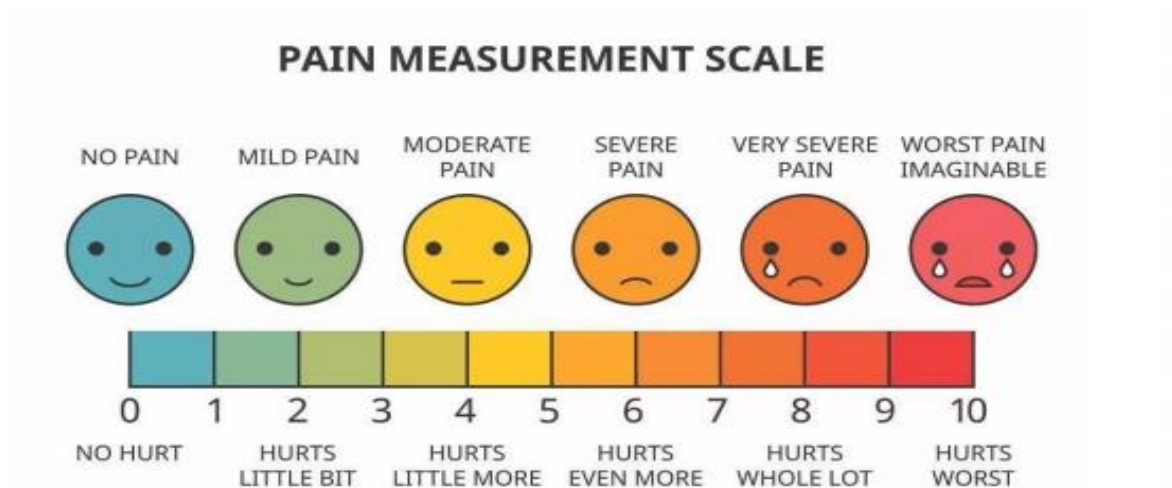 PAIN MEASUREMENT SCALE
NO PAIN
MILD PAIN
MODERATE
PAIN
SEVERE
PAIN
VERY SEVERE
PAIN
WORST PAIN
IMAGINABLE
0 1 2 3 4 5 6 7 8 9 10
NO HURT
HURTS
LITTLE BIT
HURTS
LITTLE MORE
HURTS
EVEN MORE
HURTS
WHOLE LOT
HURTS
WORST